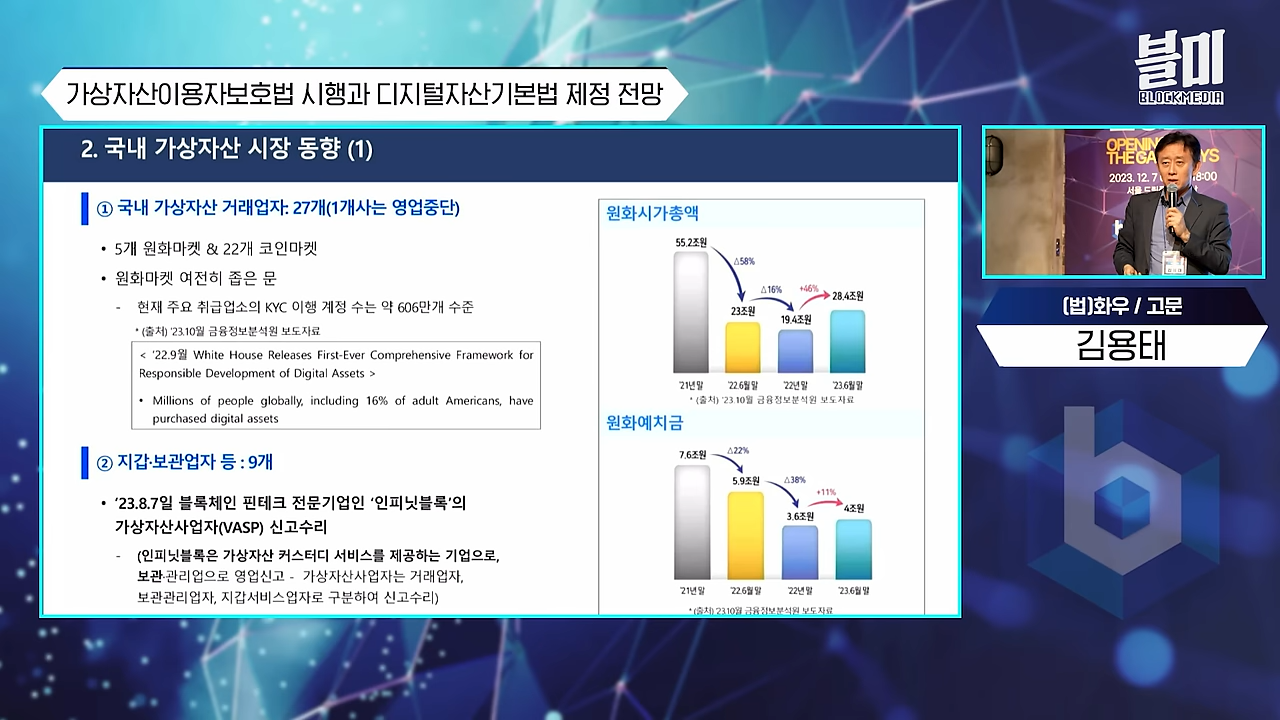 블미
BLOCKMEDIA
가상자산이용자보호법 시행과 디지털자산기본법 제정 전망
2. 국내 가상자산 시장 동향 (1)
① 국내 가상자산 거래업자: 27개(1개사는 영업중단)
• 5개 원화마켓 & 22개 코인마켓
• 원화마켓 여전히 좁은 문
- 현재 주요 취급업소의 KYC 이행 계정 수는 약 606만개 수준
* (출처) '23.10월 금융정보분석원 보도자료
< '22.9월 White House Releases First-Ever Comprehensive Framework for
Responsible Development of Digital Assets >
• Millions of people globally, including 16% of adult Americans, have
purchased digital assets
② 지갑·보관업자 등 : 9개
• '23.8.7일 블록체인 핀테크 전문기업인 '인피닛블록'의
가상자산사업자(VASP) 신고수리
- (인피닛블록은 가상자산 커스터디 서비스를 제공하는 기업으로,
보관·관리업으로 영업신고 - 가상자산사업자는 거래업자,
보관관리업자, 지갑서비스업자로 구분하여 신고수리)
원화시가총액
55.2조원
△58%
23조원
△16%
19.4조원
+46%
28.4조원
'21년말 '22.6월말 '22년말 '23.6월말
* (출처) '23.10월 금융정보분석원 보도자료
원화예치금
7.6조원
△22%
5.9조원
△38%
3.6조원
+11%
4조원
'21년말 '22.6월말 '22년말 '23.6월말
* (출처) '23.10월 금융정보분석원 보도자료
OPENIN
THE GA YS
2023. 12. 7 18:00
(법)화우 / 고문
김용태